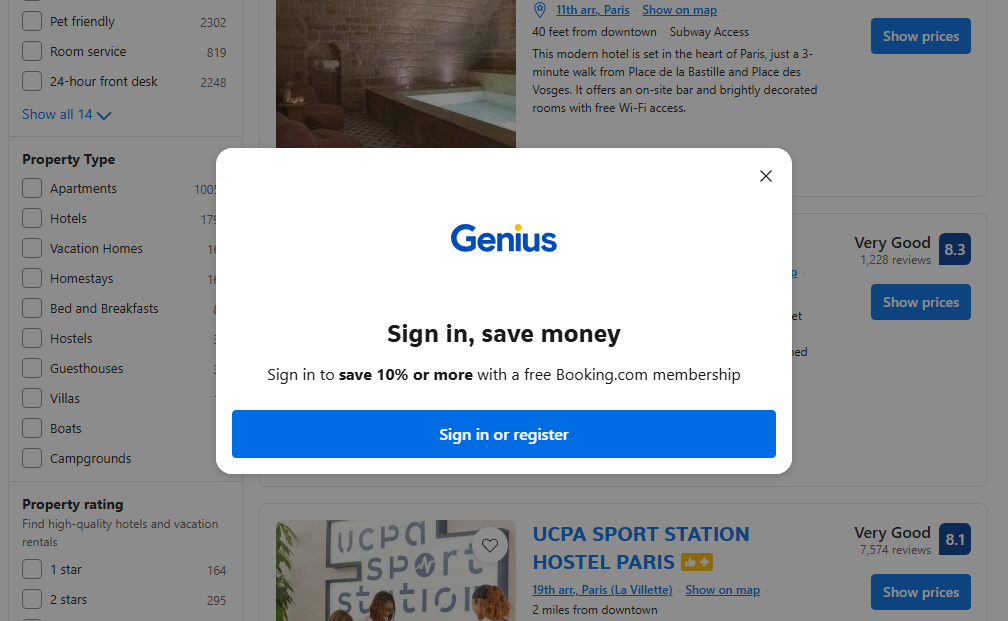 Pet friendly 2302
Room service 819
24-hour front desk 2248
Show all 14
Property Type
Apartments
Hotels
Vacation Homes
Homestays
Bed and Breakfasts
Hostels
Guesthouses
Villas
Boats
Campgrounds
Property rating
Find high-quality hotels and vacation
rentals
1 star 164
2 stars 295
11th arr., Paris · Show on map ·
40 feet from downtown · Subway Access
This modern hotel is set in the heart of Paris, just a 3-
minute walk from Place de la Bastille and Place des
Vosges. It offers an on-site bar and brightly decorated
rooms with free Wi-Fi access.
Show prices
Genius
Sign in, save money
Sign in to save 10% or more with a free Booking.com membership
Sign in or register
Very Good 8.3
1,228 reviews
Show prices
ucpa
sport
station
UCPA SPORT STATION
HOSTEL PARIS
19th arr., Paris (La Villette) · Show on map ·
2 miles from downtown
Very Good 8.1
7,574 reviews
Show prices